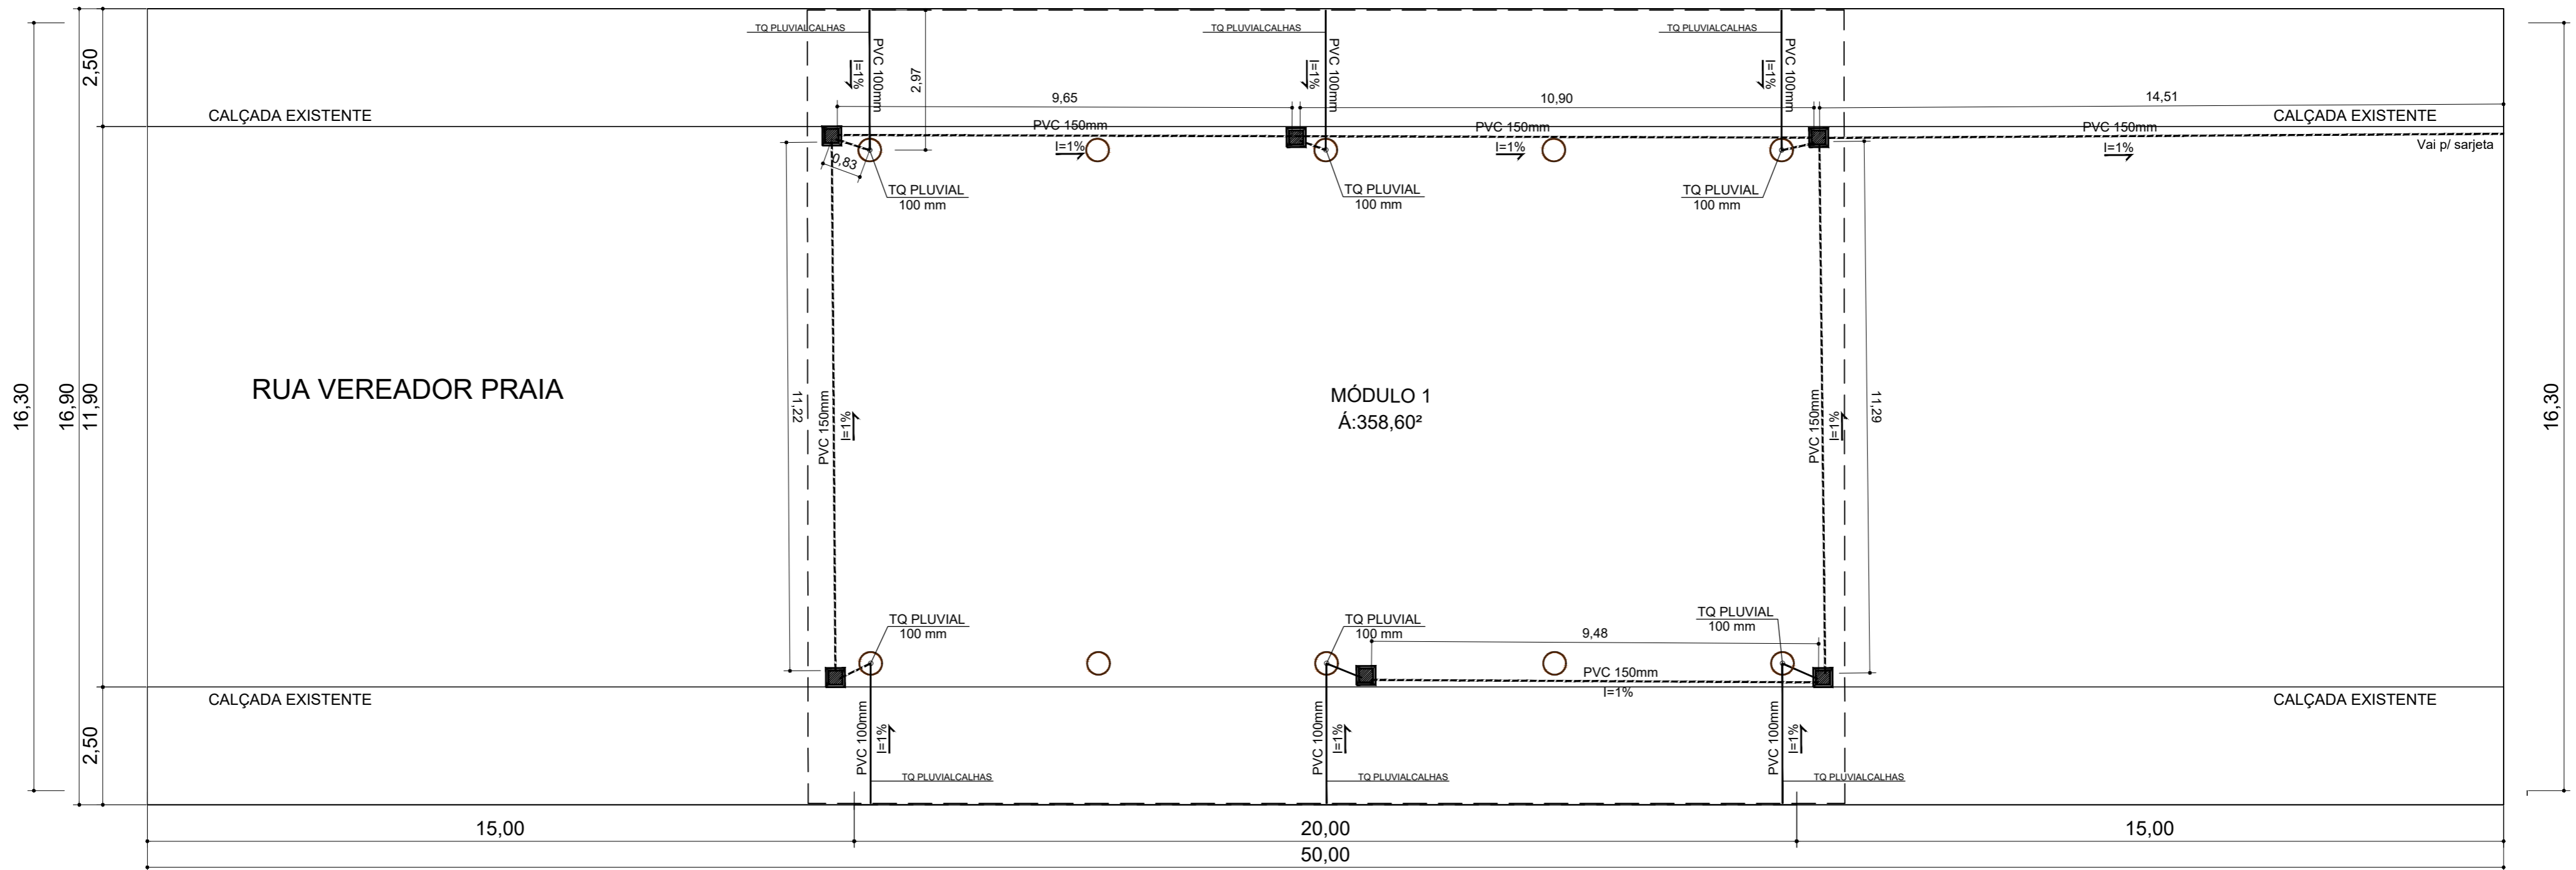 TQ PLUVIALCALHAS
TQ PLUVIALCALHAS
TQ PLUVIALCALHAS
PVC 100mm
I=1%
PVC 100mm
I=1%
PVC 100mm
I=1%
2,50
2,97
9,65
10,90
14,51
CALÇADA EXISTENTE
CALÇADA EXISTENTE
PVC 150mm
I=1%
PVC 150mm
I=1%
PVC 150mm
I=1%
Vai p/ sarjeta
0,83
TQ PLUVIAL
100 mm
TQ PLUVIAL
100 mm
TQ PLUVIAL
100 mm
16,30
16,90
11,90
RUA VEREADOR PRAIA
11,22
PVC 150mm
I=1%
MÓDULO 1
Á:358,60²
PVC 150mm
I=1%
11,29
16,30
TQ PLUVIAL
100 mm
TQ PLUVIAL
100 mm
TQ PLUVIAL
100 mm
9,48
PVC 150mm
I=1%
CALÇADA EXISTENTE
CALÇADA EXISTENTE
2,50
PVC 100mm
I=1%
PVC 100mm
I=1%
PVC 100mm
I=1%
TQ PLUVIALCALHAS
TQ PLUVIALCALHAS
TQ PLUVIALCALHAS
15,00
20,00
15,00
50,00